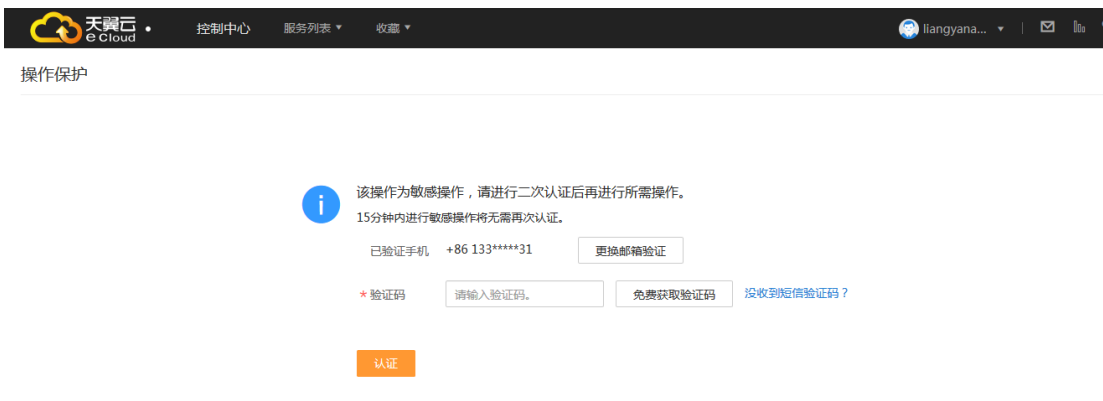 天翼云 控制中心 服务列表 ▼ 收藏 ▼ liangyana... ▼
e Cloud
操作保护
该操作为敏感操作，请进行二次认证后再进行所需操作。
15分钟内进行敏感操作将无需再次认证。
已验证手机 +86 133*****31 更换邮箱验证
* 验证码 请输入验证码。 免费获取验证码 没收到短信验证码？
认证